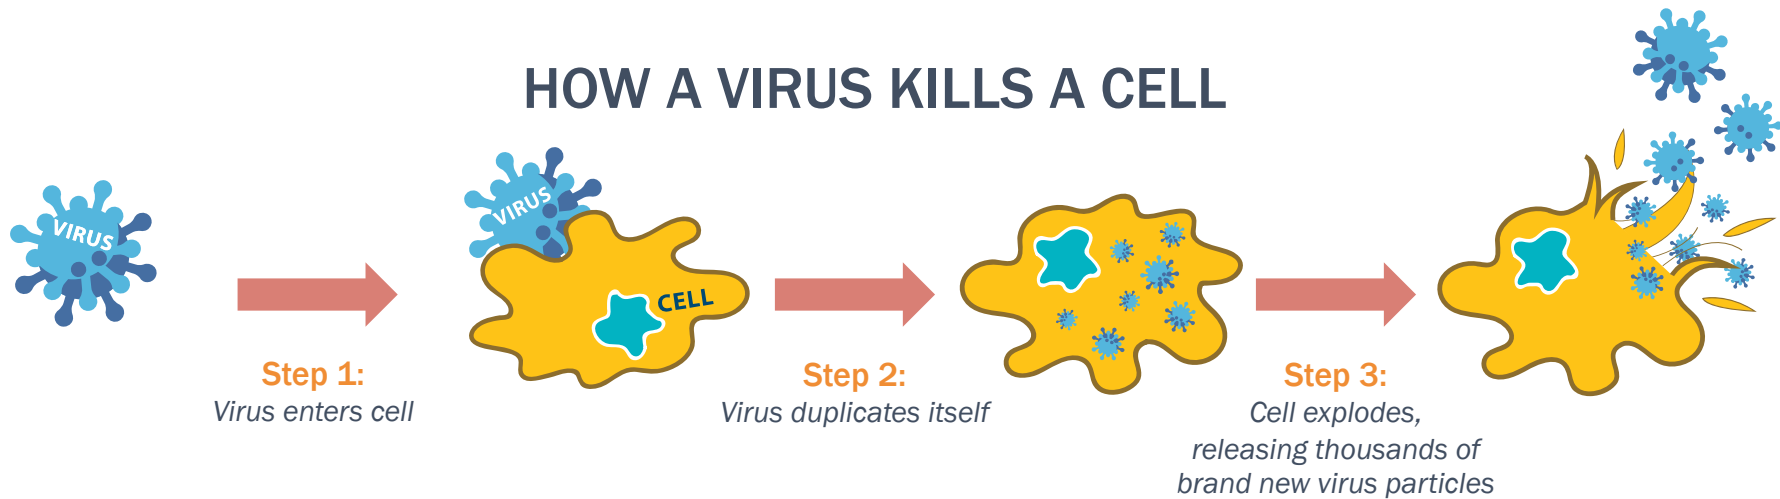 HOW A VIRUS KILLS A CELL
VIRUS
VIRUS
CELL
Step 1:
Virus enters cell
Step 2:
Virus duplicates itself
Step 3:
Cell explodes,
releasing thousands of
brand new virus particles